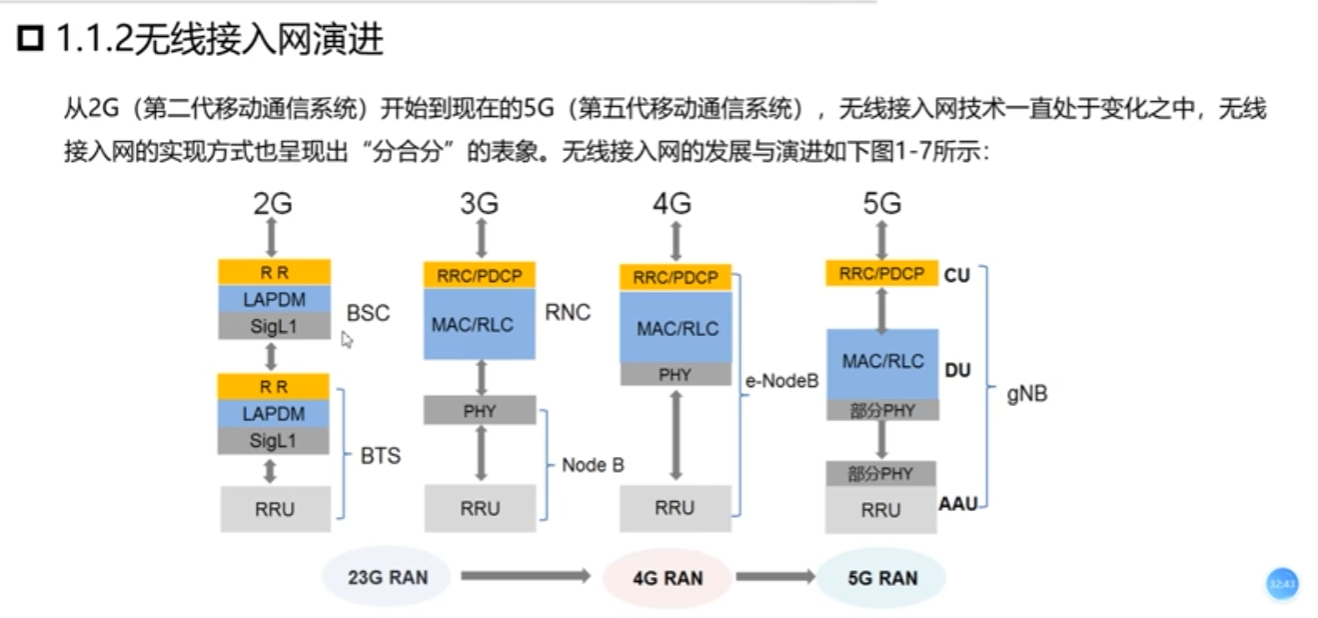 1.1.2无线接入网演进
从2G（第二代移动通信系统）开始到现在的5G（第五代移动通信系统），无线接入网技术一直处于变化之中，无线
接入网的实现方式也呈现出“分合分”的表象。无线接入网的发展与演进如下图1-7所示：
2G
R R
LAPDM
SigL1
BSC
R R
LAPDM
SigL1
RRU
BTS
3G
RRC/PDCP
MAC/RLC
RNC
PHY
RRU
Node B
4G
RRC/PDCP
MAC/RLC
PHY
RRU
e-NodeB
5G
RRC/PDCP
CU
MAC/RLC
部分PHY
DU
部分PHY
RRU
AAU
gNB
23G RAN
4G RAN
5G RAN
32:43